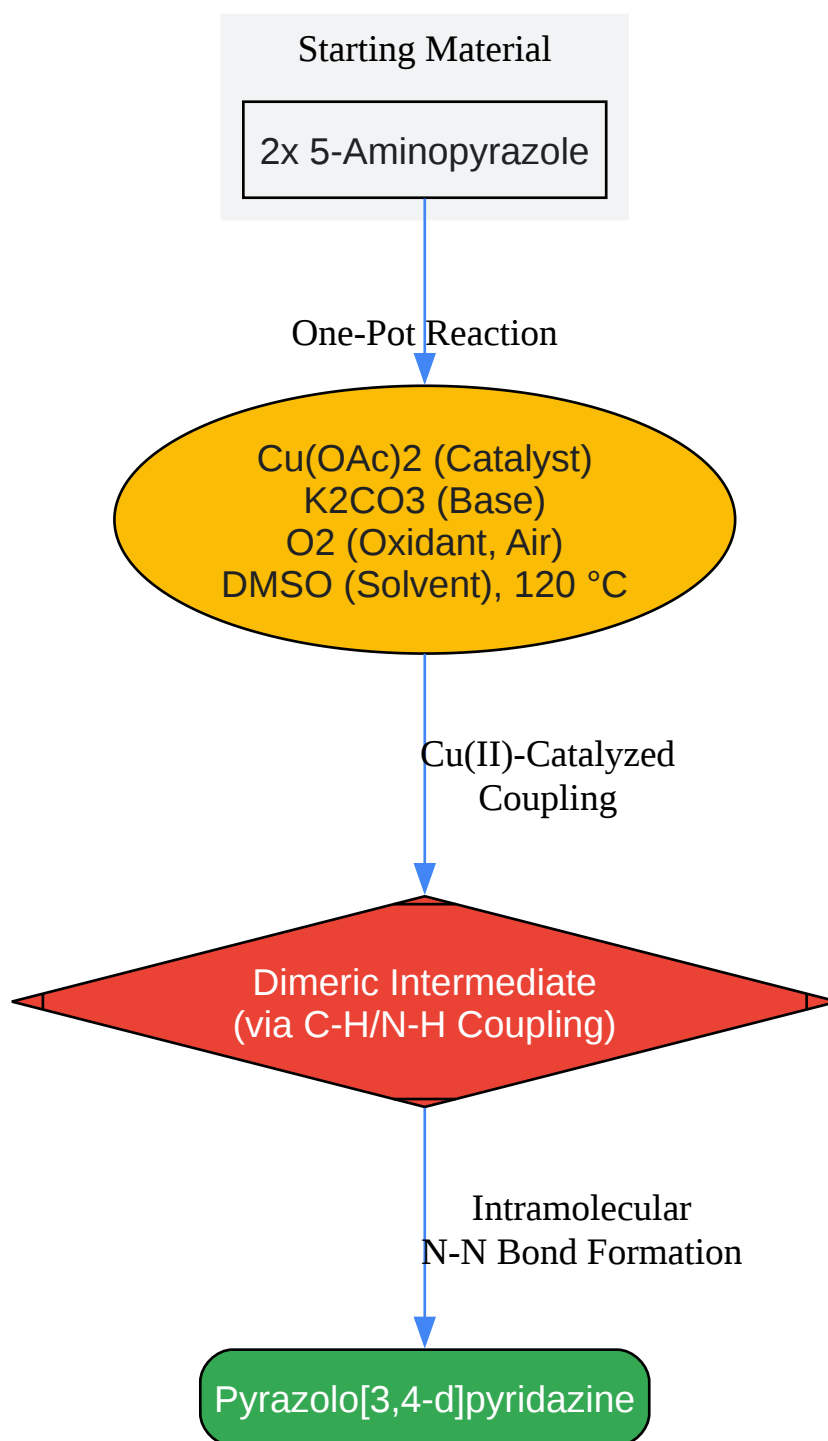 Starting Material
2x 5-Aminopyrazole
One-Pot Reaction
Cu(OAc)2 (Catalyst)
K2CO3 (Base)
O2 (Oxidant, Air)
DMSO (Solvent), 120 °C
Cu(II)-Catalyzed
Coupling
Dimeric Intermediate
(via C-H/N-H Coupling)
Intramolecular
N-N Bond Formation
Pyrazolo[3,4-d]pyridazine